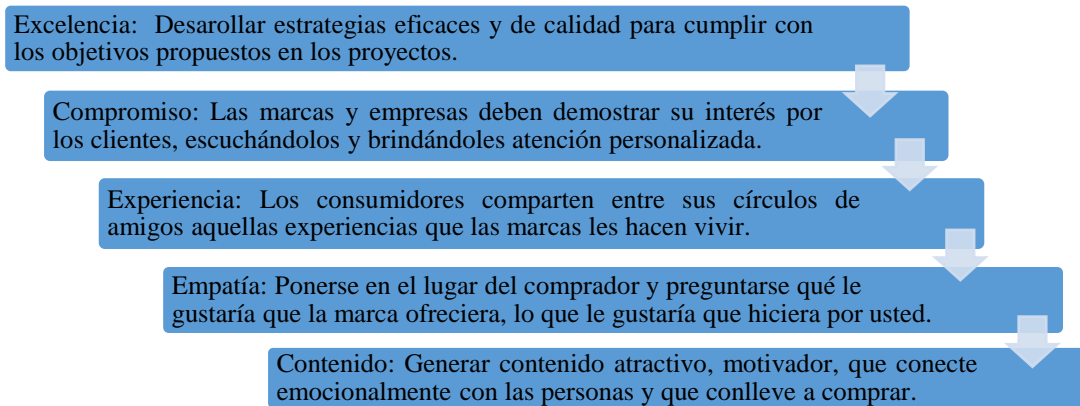 Excelencia: Desarollar estrategias eficaces y de calidad para cumplir con
los objetivos propuestos en los proyectos.
Compromiso: Las marcas y empresas deben demostrar su interés por
los clientes, escuchándolos y brindándoles atención personalizada.
Experiencia: Los consumidores comparten entre sus círculos de
amigos aquellas experiencias que las marcas les hacen vivir.
Empatía: Ponerse en el lugar del comprador y preguntarse qué le
gustaría que la marca ofreciera, lo que le gustaría que hiciera por usted.
Contenido: Generar contenido atractivo, motivador, que conecte
emocionalmente con las personas y que conlleve a comprar.